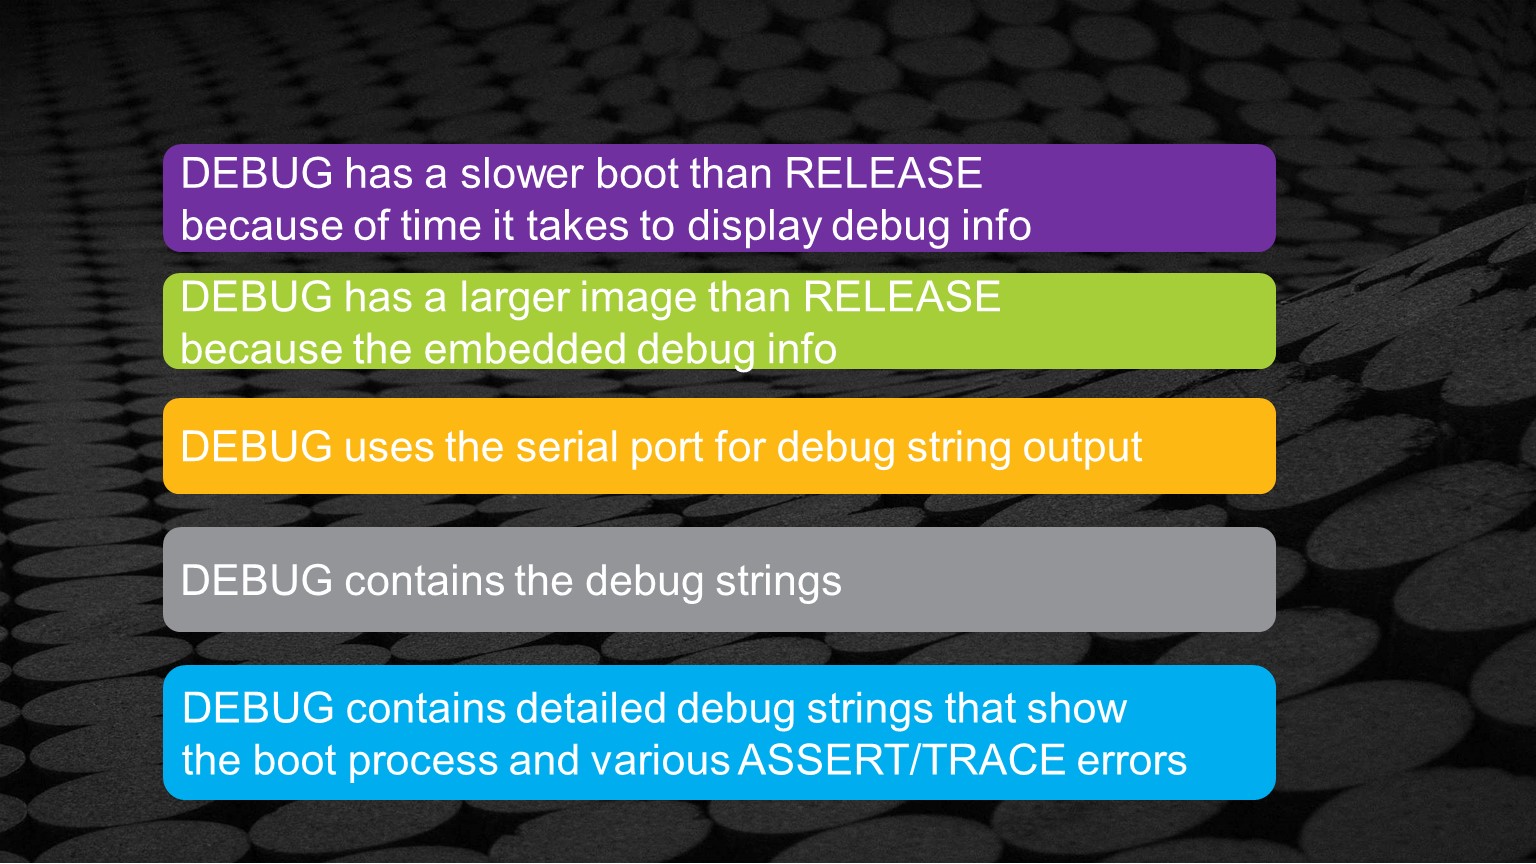 DEBUG has a slower boot than RELEASE
because of time it takes to display debug info
DEBUG has a larger image than RELEASE
because the embedded debug info
DEBUG uses the serial port for debug string output
DEBUG contains the debug strings
DEBUG contains detailed debug strings that show
the boot process and various ASSERT/TRACE errors